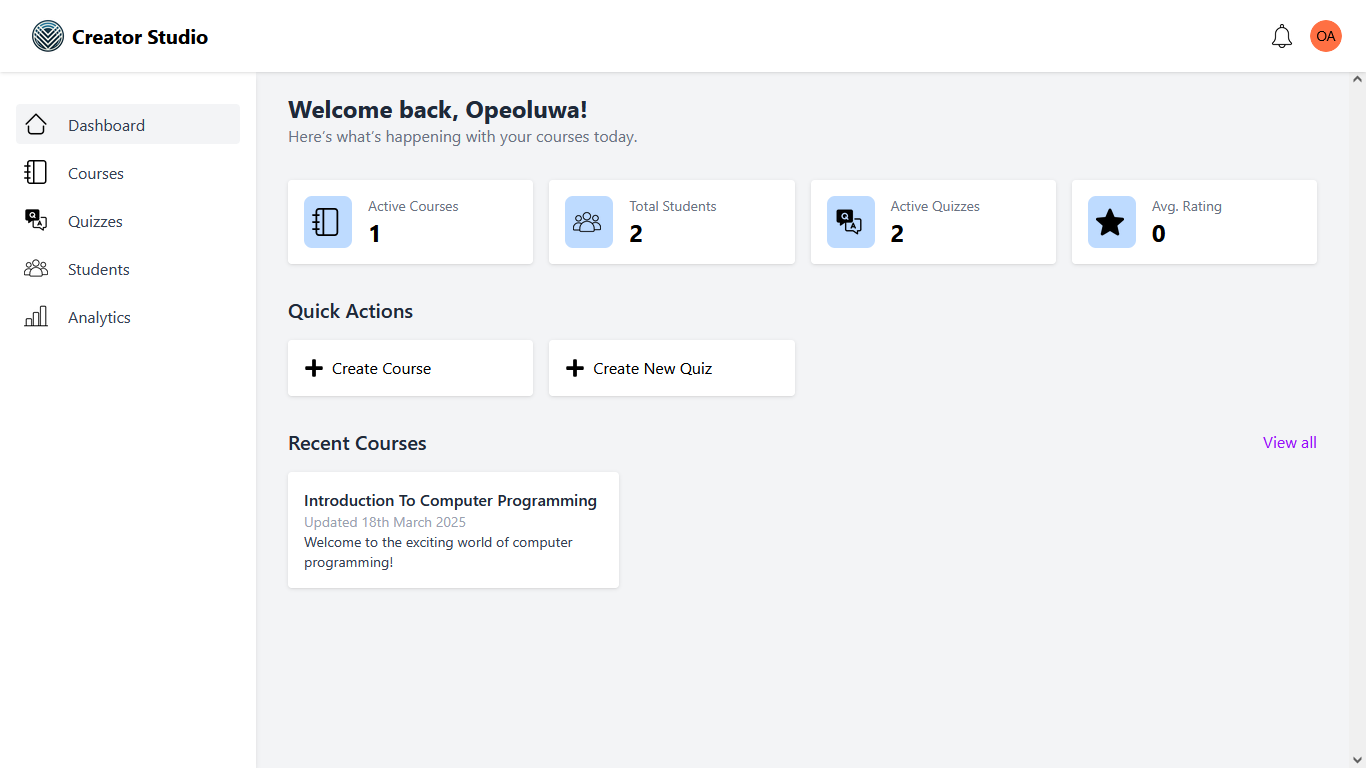 Creator Studio
OA
Dashboard
Courses
Quizzes
Students
Analytics
Welcome back, Opeoluwa!
Here's what's happening with your courses today.
Active Courses
1
Total Students
2
Active Quizzes
2
Avg. Rating
0
Quick Actions
Create Course
Create New Quiz
Recent Courses
View all
Introduction To Computer Programming
Updated 18th March 2025
Welcome to the exciting world of computer
programming!